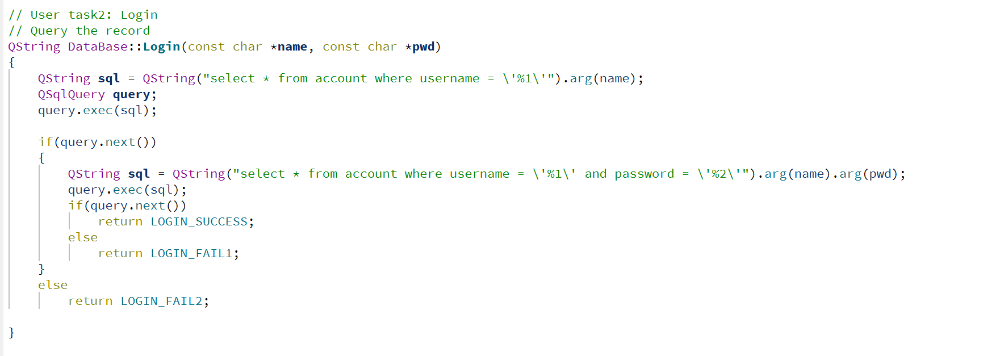 // User task2: Login
// Query the record
QString DataBase::Login(const char *name, const char *pwd)
{
    QString sql = QString("select * from account where username = \'%1\'").arg(name);
    QSqlQuery query;
    query.exec(sql);

    if(query.next())
    {
        QString sql = QString("select * from account where username = \'%1\' and password = \'%2\'").arg(name).arg(pwd);
        query.exec(sql);
        if(query.next())
            return LOGIN_SUCCESS;
        else
            return LOGIN_FAIL1;
    }
    else
        return LOGIN_FAIL2;

}